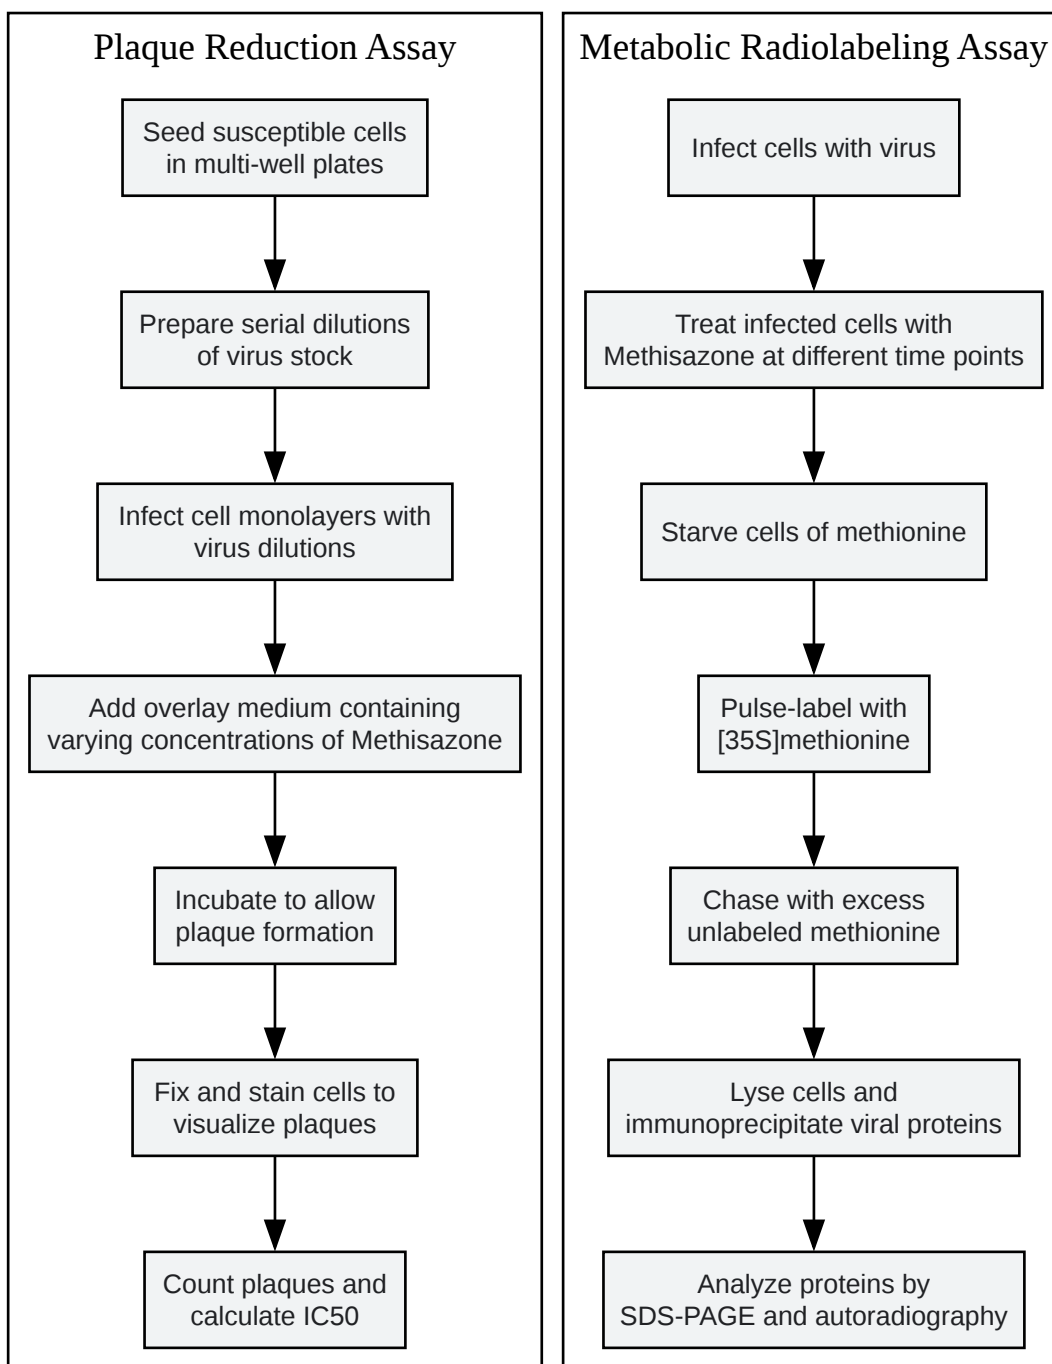 Plaque Reduction Assay
Seed susceptible cells
in multi-well plates
Prepare serial dilutions
of virus stock
Infect cell monolayers with
virus dilutions
Add overlay medium containing
varying concentrations of Methisazone
Incubate to allow
plaque formation
Fix and stain cells to
visualize plaques
Count plaques and
calculate IC50
Metabolic Radiolabeling Assay
Infect cells with virus
Treat infected cells with
Methisazone at different time points
Starve cells of methionine
Pulse-label with
[35S]methionine
Chase with excess
unlabeled methionine
Lyse cells and
immunoprecipitate viral proteins
Analyze proteins by
SDS-PAGE and autoradiography